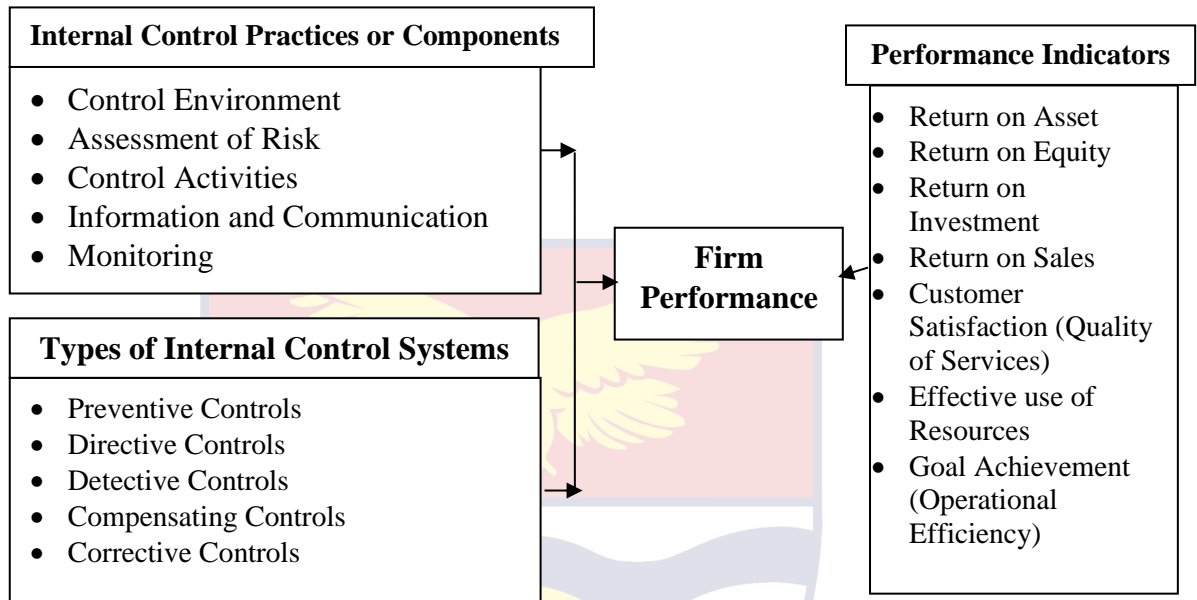 Internal Control Practices or Components
• Control Environment
• Assessment of Risk
• Control Activities
• Information and Communication
• Monitoring
Types of Internal Control Systems
• Preventive Controls
• Directive Controls
• Detective Controls
• Compensating Controls
• Corrective Controls
Firm
Performance
Performance Indicators
• Return on Asset
• Return on Equity
• Return on
Investment
• Return on Sales
• Customer
Satisfaction (Quality
of Services)
• Effective use of
Resources
• Goal Achievement
(Operational
Efficiency)